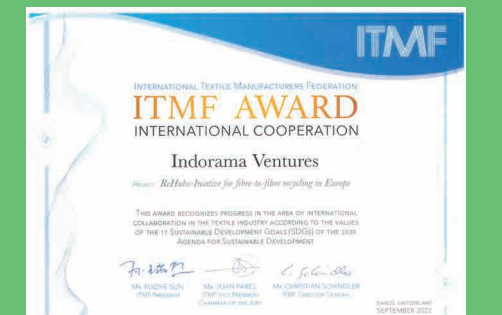 ITMF
INTERNATIONAL TEXTILE MANUFACTURERS FEDERATION
ITMF AWARD
INTERNATIONAL COOPERATION
Indorama Ventures
PROJECT: ReHubs-Iniative for fibre-to-fibre recycling in Europe
THIS AWARD RECOGNIZES PROGRESS IN THE AREA OF INTERNATIONAL
COLLABORATION IN THE TEXTILE INDUSTRY ACCORDING TO THE VALUES
OF THE 17 SUSTAINABLE DEVELOPMENT GOALS (SDGS) OF THE 2030
AGENDA FOR SUSTAINABLE DEVELOPMENT
MR. RUIZHE SUN MR. JUAN PARES MR. CHRISTIAN SCHINDLER
ITMF PRESIDENT ITMF VICE PRESIDENT ITMF DIRECTOR GENERAL
CHAIRMAN OF THE JURY
DAVOS, SWITZERLAND
SEPTEMBER 2022